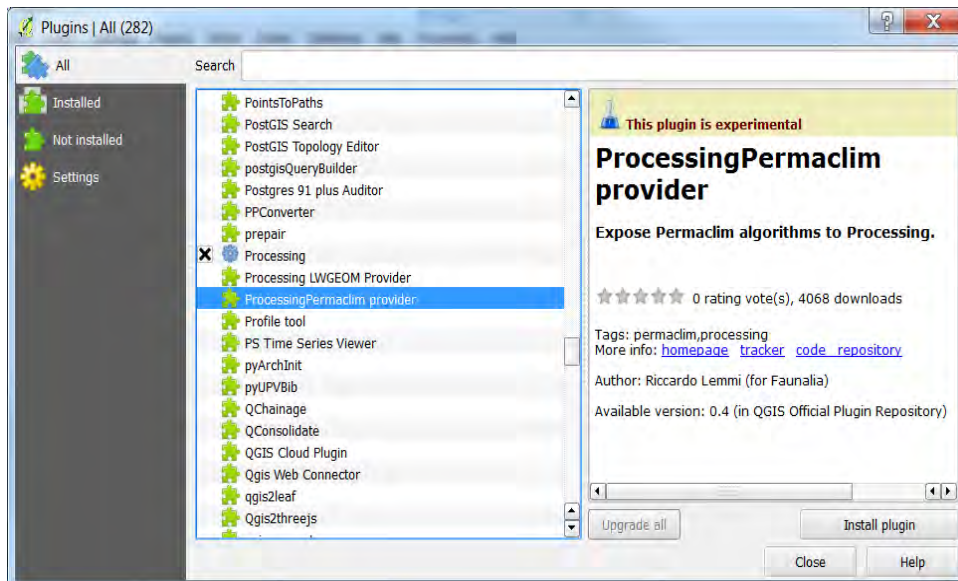 Plugins | All (282)
All
Installed
Not installed
Settings
Search
PointsToPaths
PostGIS Search
PostGIS Topology Editor
postgisQueryBuilder
Postgres 91 plus Auditor
PPConverter
prepair
Processing
Processing LWGEOM Provider
ProcessingPermaclim provider
Profile tool
PS Time Series Viewer
pyArchInit
pyUPVBib
QChainage
QConsolidate
QGIS Cloud Plugin
Qgis Web Connector
qgis2leaf
Qgis2threejs
This plugin is experimental
ProcessingPermaclim
provider
Expose Permaclim algorithms to Processing.
0 rating vote(s), 4068 downloads
Tags: permaclim,processing
More info: homepage tracker code repository
Author: Riccardo Lemmi (for Faunalia)
Available version: 0.4 (in QGIS Official Plugin Repository)
Upgrade all
Install plugin
Close
Help